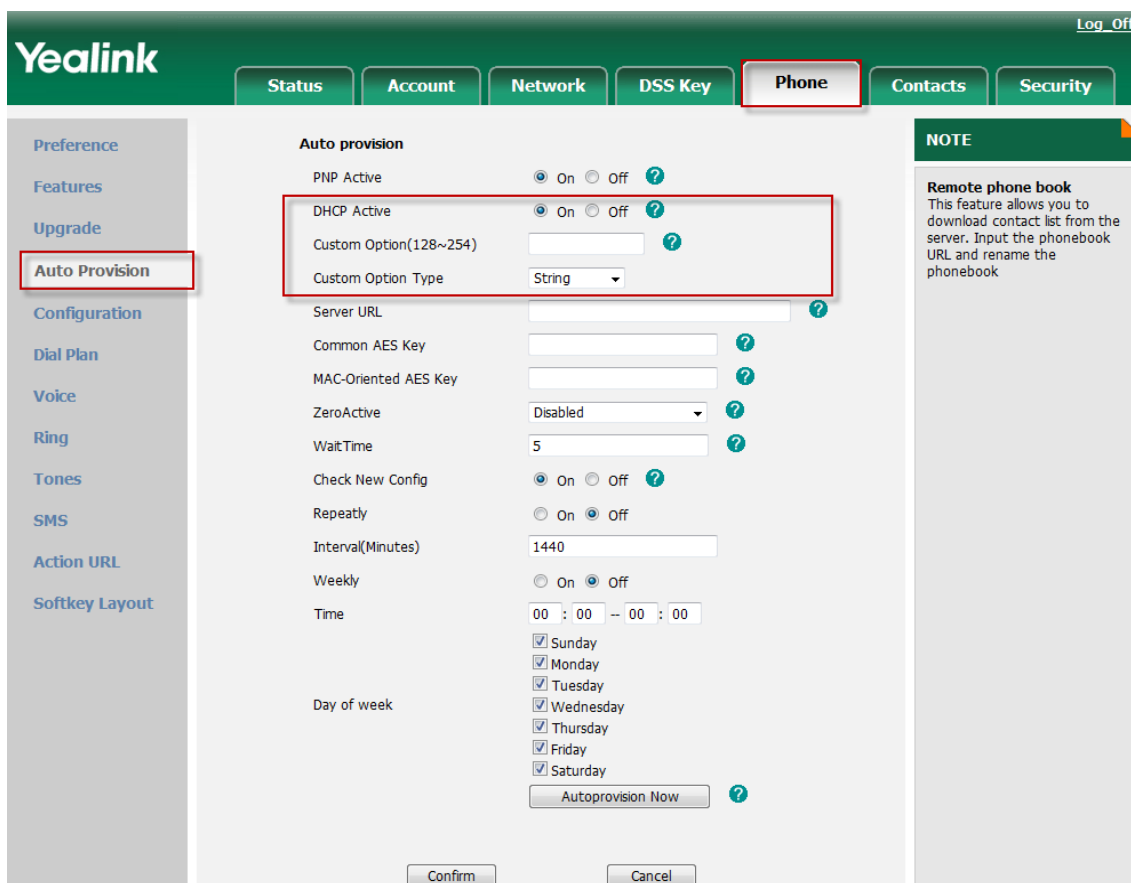 Log_Off
Yealink
Status Account Network DSS Key Phone Contacts Security
Preference
Features
Upgrade
Auto Provision
Configuration
Dial Plan
Voice
Ring
Tones
SMS
Action URL
Softkey Layout
Auto provision
PNP Active On Off ?
DHCP Active On Off ?
Custom Option(128~254) ?
Custom Option Type String
Server URL ?
Common AES Key ?
MAC-Oriented AES Key ?
ZeroActive Disabled ?
WaitTime 5 ?
Check New Config On Off ?
Repeatly On Off
Interval(Minutes) 1440
Weekly On Off
Time 00 : 00 -- 00 : 00
Day of week
Sunday
Monday
Tuesday
Wednesday
Thursday
Friday
Saturday
Autoprovision Now ?
Confirm Cancel
NOTE
Remote phone book
This feature allows you to
download contact list from the
server. Input the phonebook
URL and rename the
phonebook